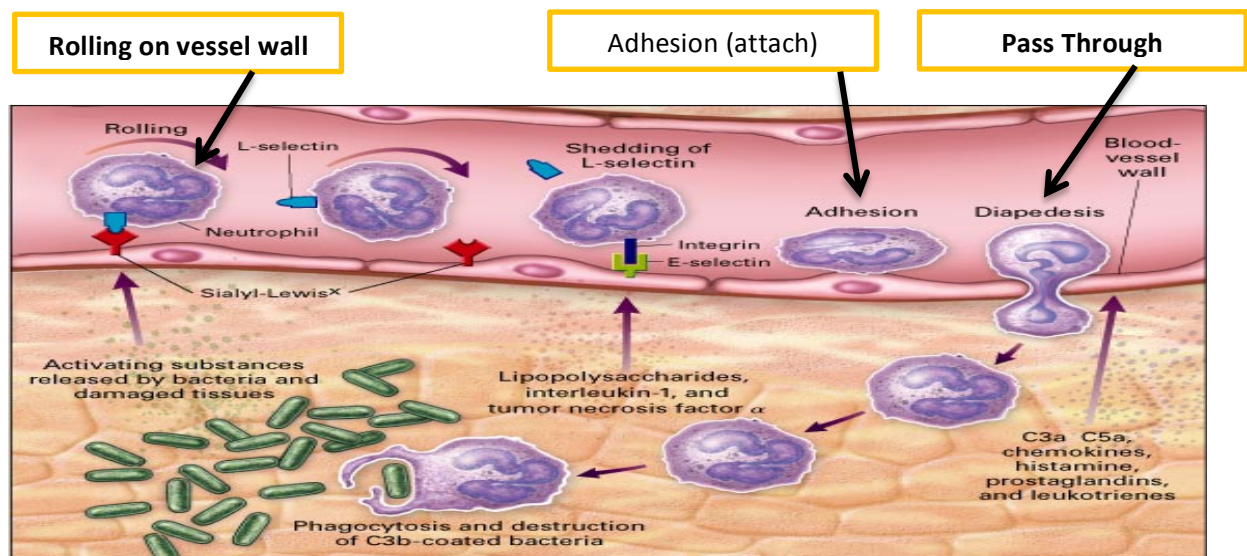 Rolling on vessel wall
Adhesion (attach)
Pass Through
Rolling
L-selectin
Neutrophil
Sialyl-Lewisˣ
Shedding of
L-selectin
Integrin
E-selectin
Adhesion
Diapedesis
Blood-
vessel
wall
Activating substances
released by bacteria and
damaged tissues
Lipopolysaccharides,
interleukin-1, and
tumor necrosis factor α
C3a C5a,
chemokines,
histamine,
prostaglandins,
and leukotrienes
Phagocytosis and destruction
of C3b-coated bacteria